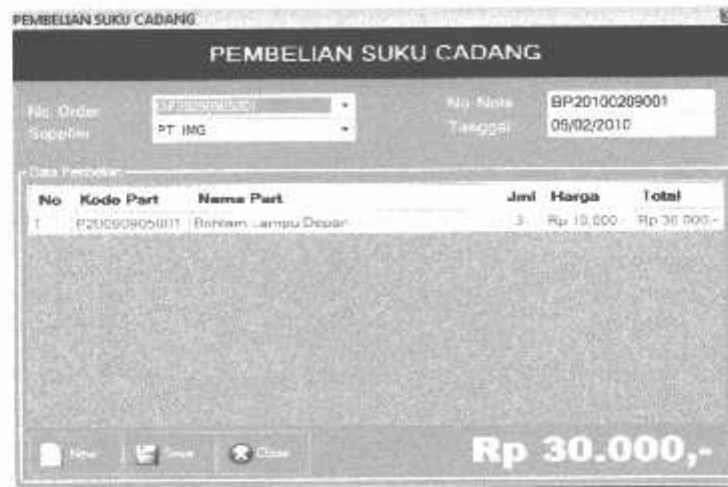 PEMBELIAN SUKU CADANG
PEMBELIAN SUKU CADANG
No Order
No Nota
BP20100209001
Supplier
PT IMG
Tanggal
09/02/2010
Data Pembelian
No Kode Part Nama Part Jml Harga Total
1 P20090905001 Bohlam Lampu Depan 3 Rp 10.000,- Rp 30.000,-
New Save Close
Rp 30.000,-